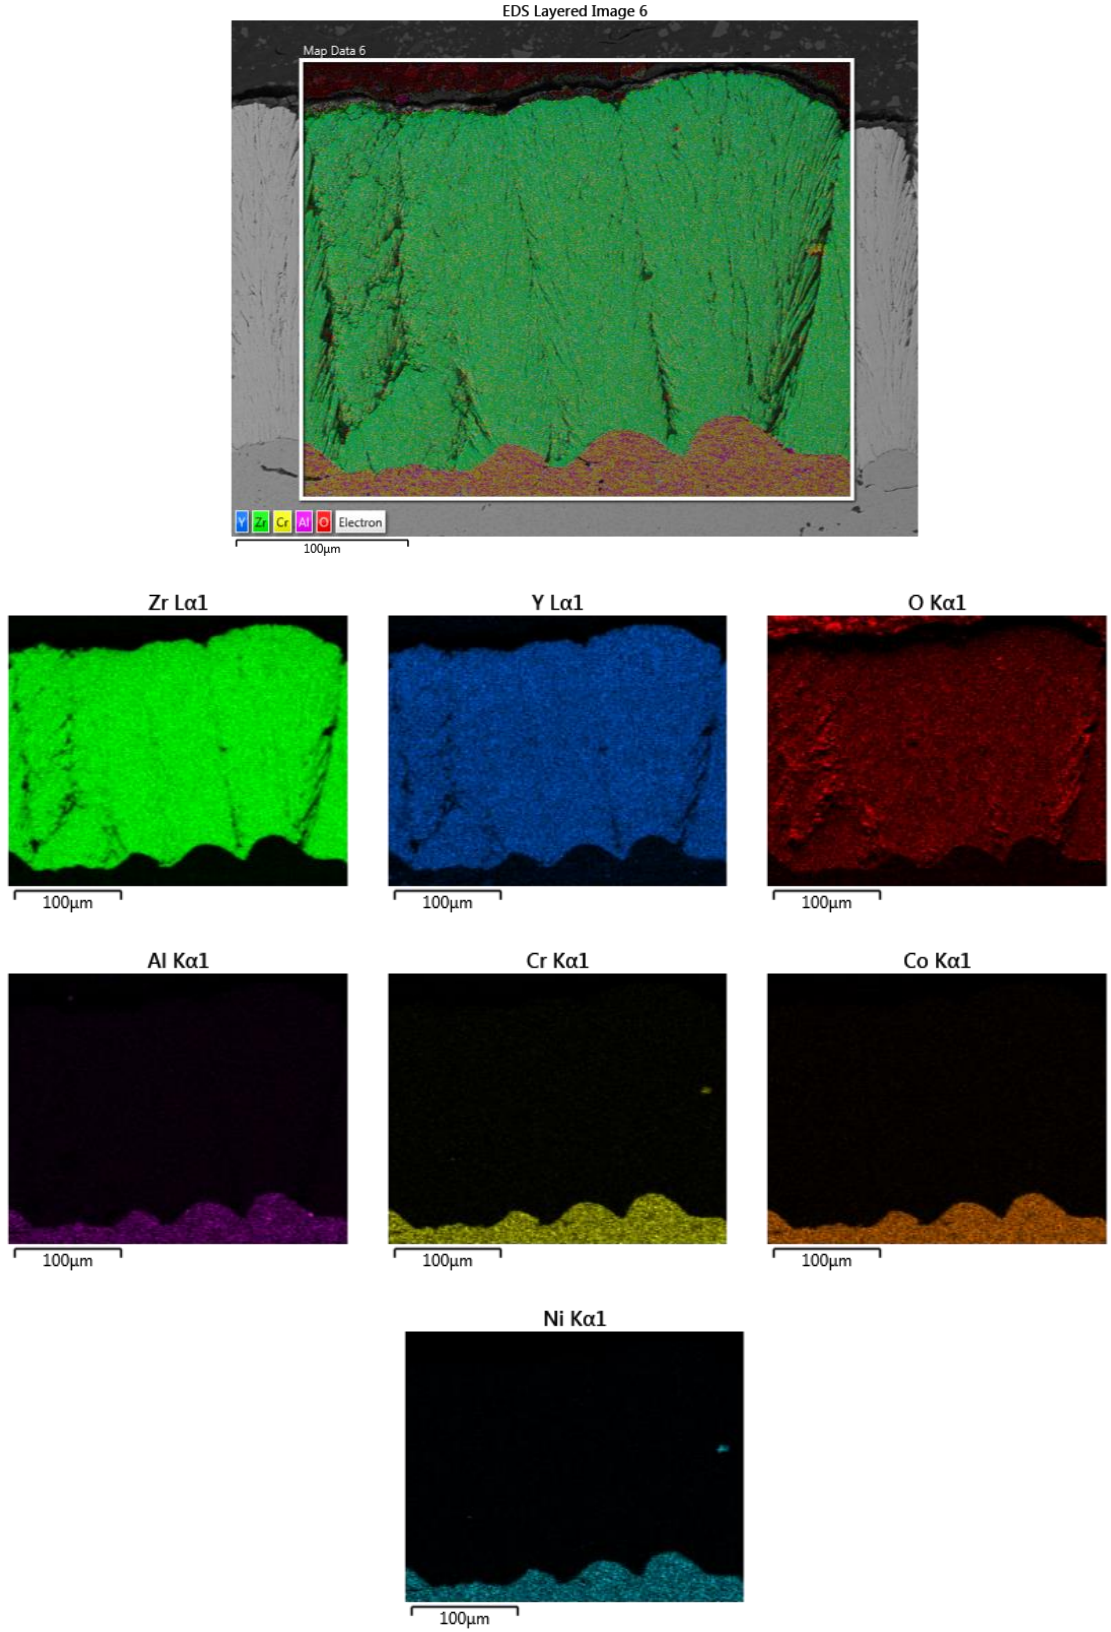 EDS Layered Image 6
Map Data 6
Y Zr Cr Al O Electron
100μm
Zr Lα1
Y Lα1
O Kα1
100μm
100μm
100μm
Al Kα1
Cr Kα1
Co Kα1
100μm
100μm
100μm
Ni Kα1
100μm